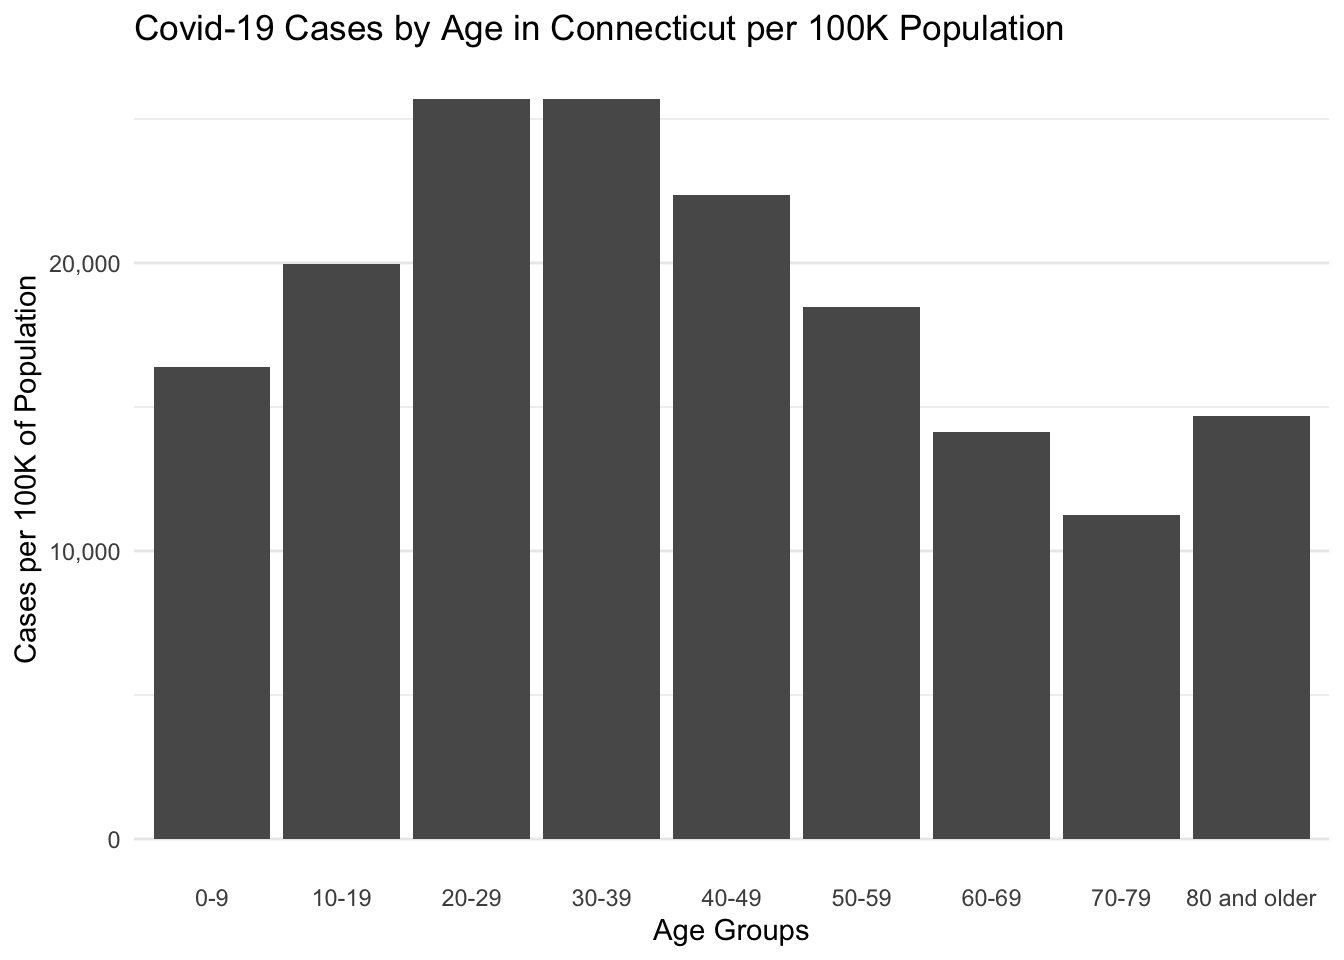 Covid-19 Cases by Age in Connecticut per 100K Population
Cases per 100K of Population
20,000
10,000
0
0-9
10-19
20-29
30-39
40-49
50-59
60-69
70-79
80 and older
Age Groups